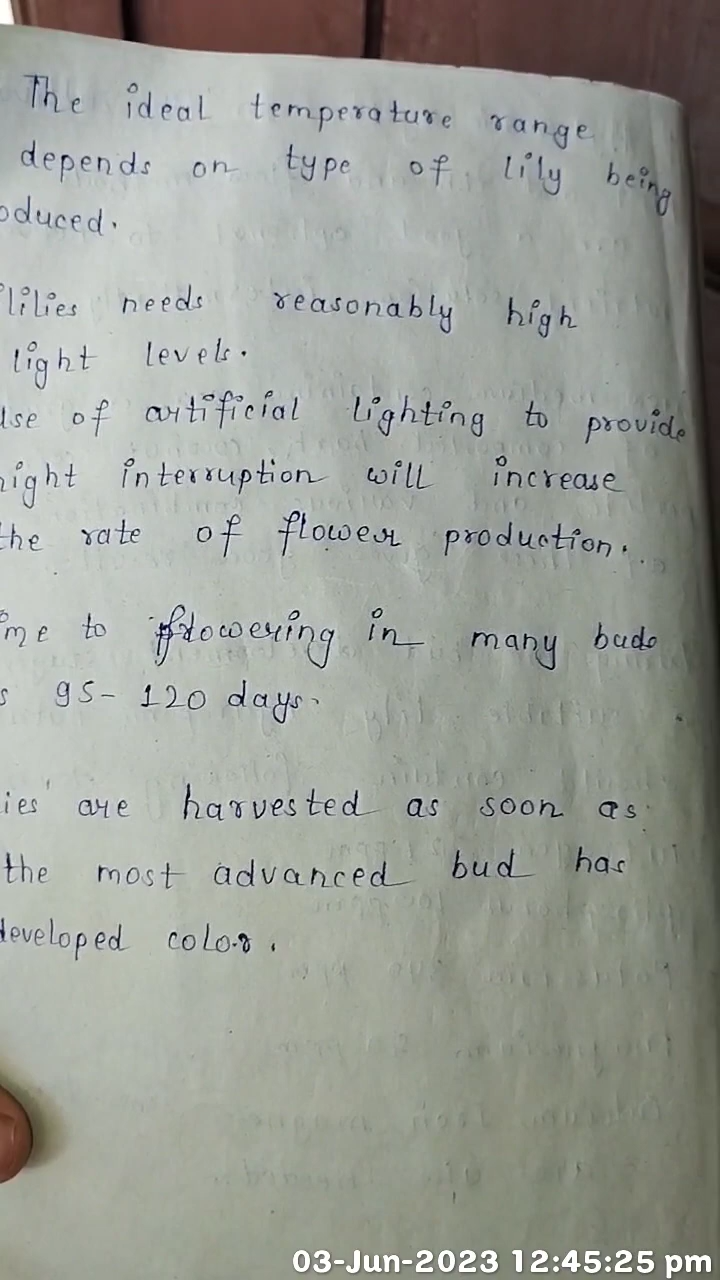 The ideal temperature range
depends on type of lily being
oduced.
lilies needs reasonably high
light levels.
use of artificial lighting to provide
night interruption will increase
the rate of flower production.
ime to flowering in many buds
s 95-120 days.
ies are harvested as soon as
the most advanced bud has
developed color.
03-Jun-2023 12:45:25 pm